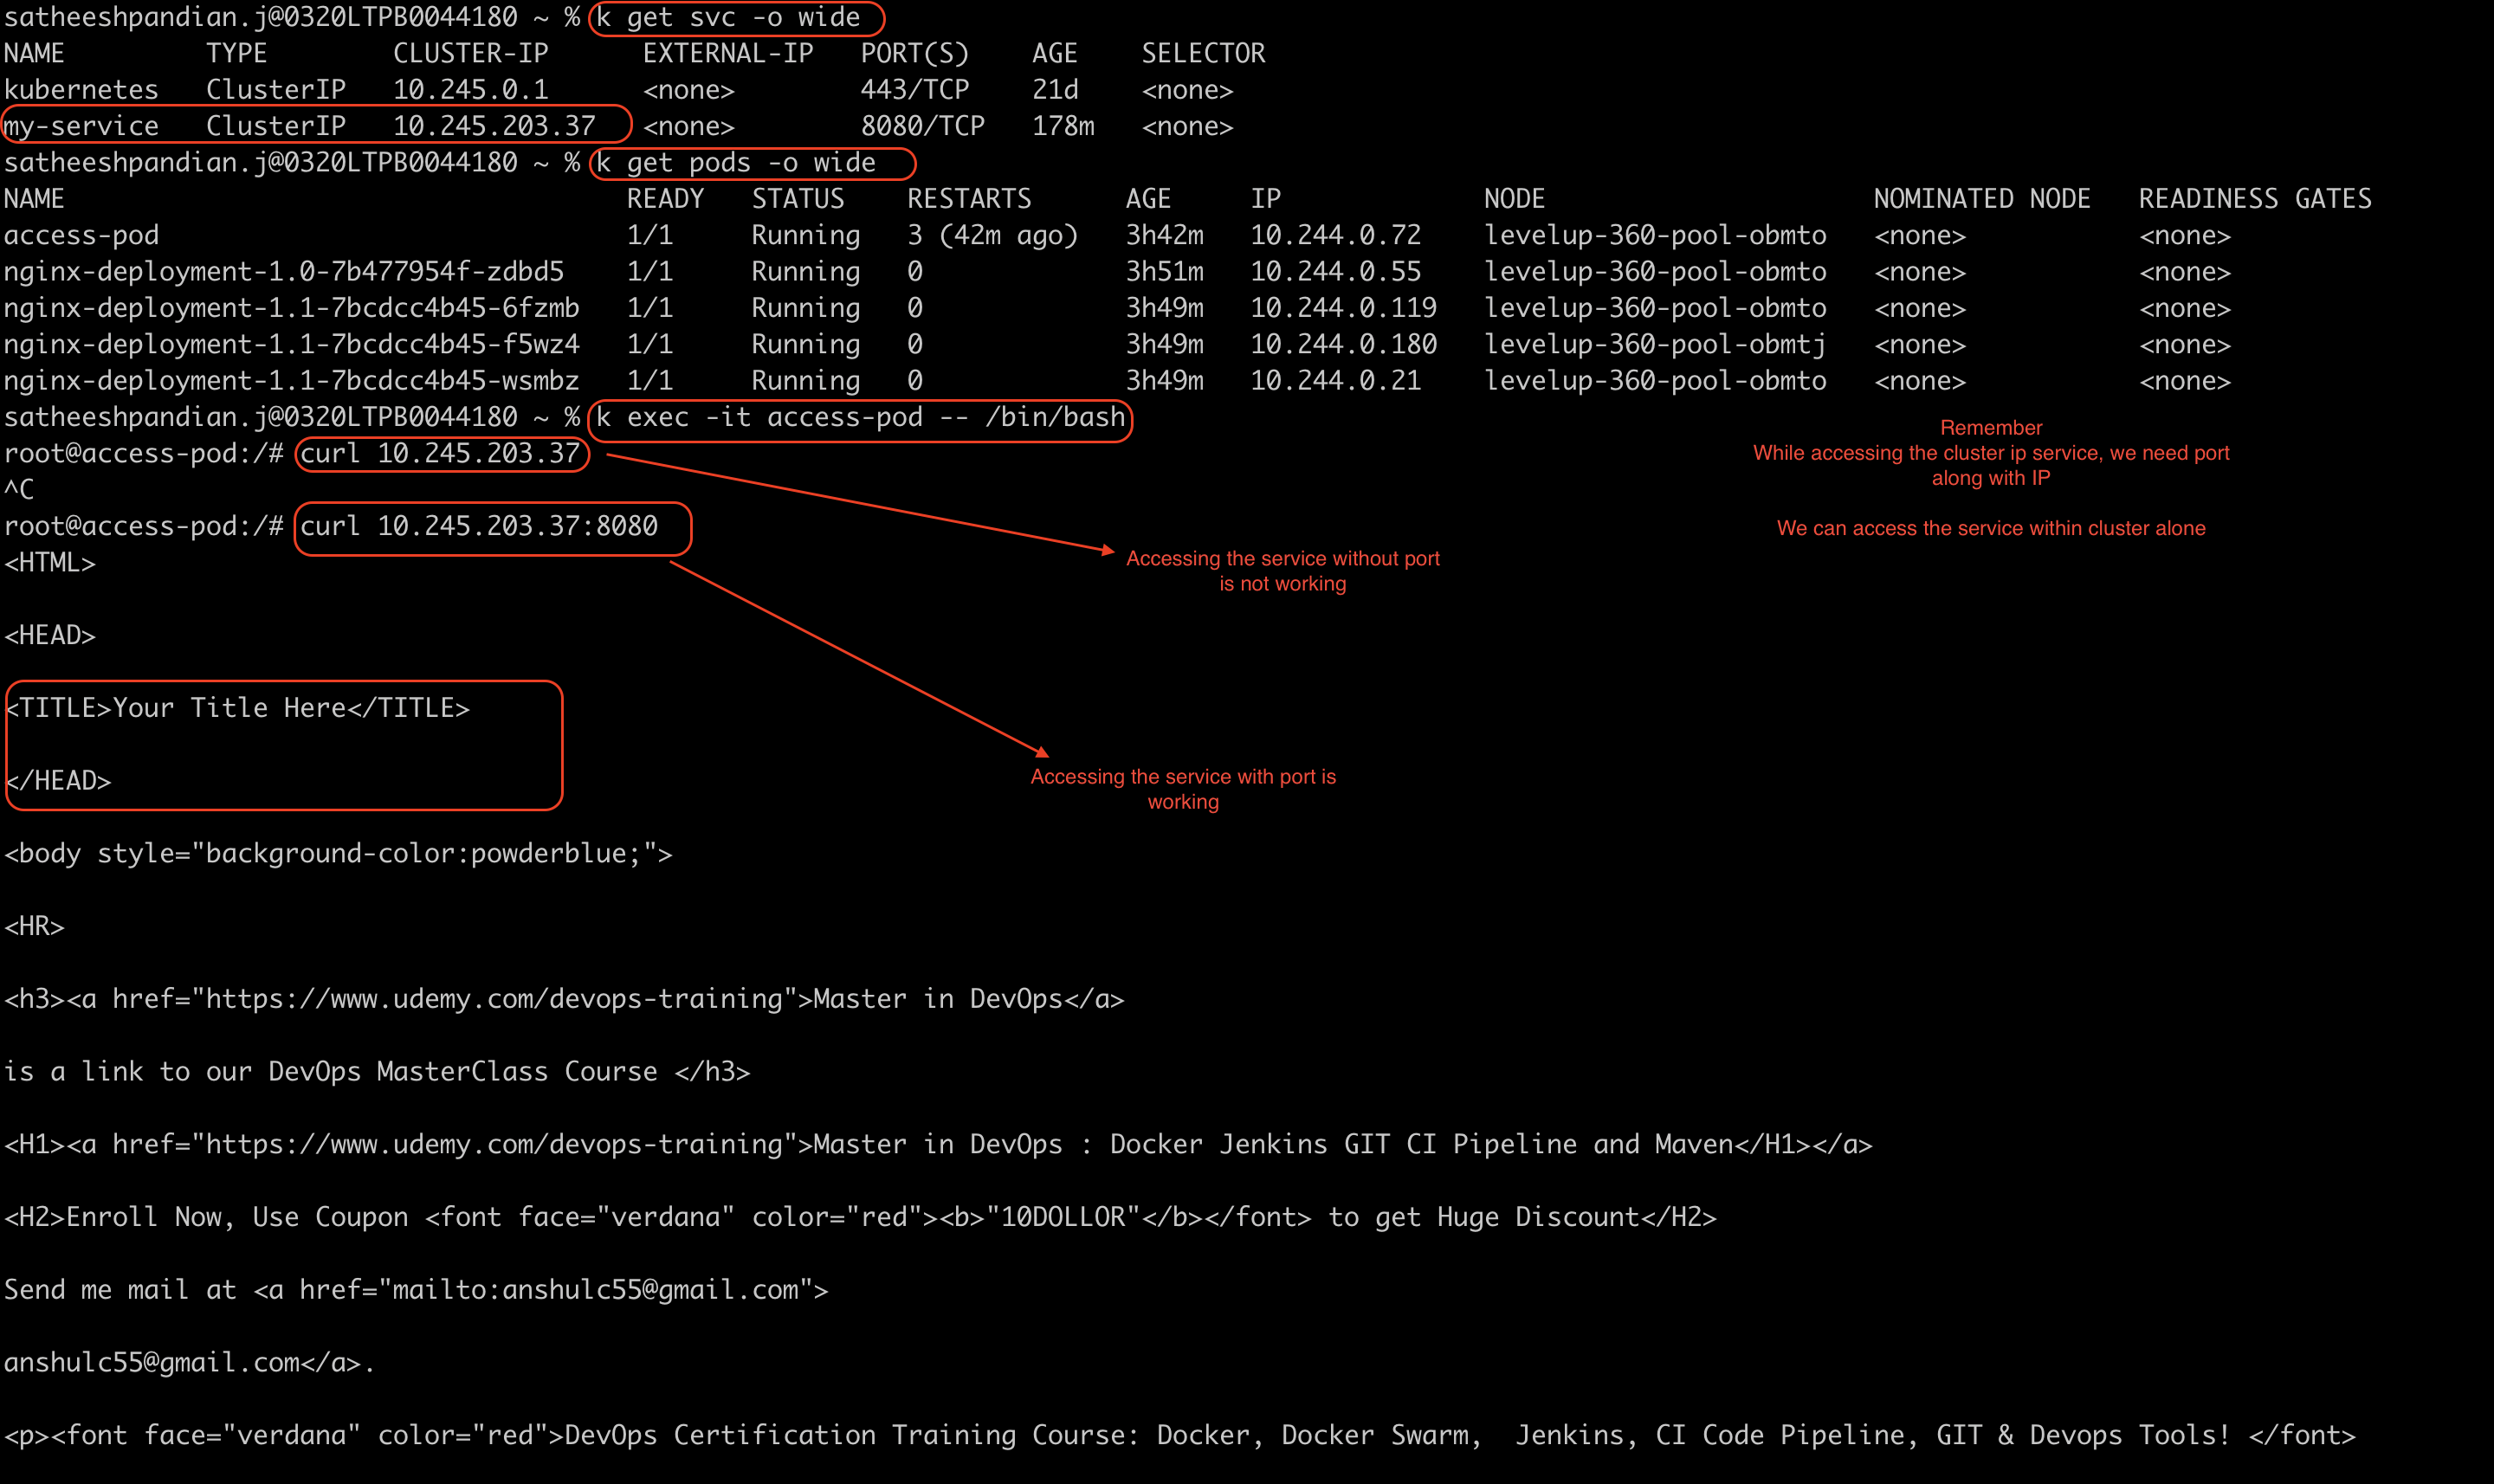 satheeshpandian.j@0320LTPB0044180 ~ % k get svc -o wide
NAME TYPE CLUSTER-IP EXTERNAL-IP PORT(S) AGE SELECTOR
kubernetes ClusterIP 10.245.0.1 <none> 443/TCP 21d <none>
my-service ClusterIP 10.245.203.37 <none> 8080/TCP 178m <none>
satheeshpandian.j@0320LTPB0044180 ~ % k get pods -o wide
NAME READY STATUS RESTARTS AGE IP NODE NOMINATED NODE READINESS GATES
access-pod 1/1 Running 3 (42m ago) 3h42m 10.244.0.72 levelup-360-pool-obmto <none> <none>
nginx-deployment-1.0-7b477954f-zdbd5 1/1 Running 0 3h51m 10.244.0.55 levelup-360-pool-obmto <none> <none>
nginx-deployment-1.1-7bcdcc4b45-6fzmb 1/1 Running 0 3h49m 10.244.0.119 levelup-360-pool-obmto <none> <none>
nginx-deployment-1.1-7bcdcc4b45-f5wz4 1/1 Running 0 3h49m 10.244.0.180 levelup-360-pool-obmtj <none> <none>
nginx-deployment-1.1-7bcdcc4b45-wsmbz 1/1 Running 0 3h49m 10.244.0.21 levelup-360-pool-obmto <none> <none>
satheeshpandian.j@0320LTPB0044180 ~ % k exec -it access-pod -- /bin/bash
root@access-pod:/# curl 10.245.203.37
^C
root@access-pod:/# curl 10.245.203.37:8080
Remember
While accessing the cluster ip service, we need port
along with IP
We can access the service within cluster alone
Accessing the service without port
is not working
<HTML>
<HEAD>
<TITLE>Your Title Here</TITLE>
</HEAD>
Accessing the service with port is
working
<body style="background-color:powderblue;">
<HR>
<h3><a href="https://www.udemy.com/devops-training">Master in DevOps</a>
is a link to our DevOps MasterClass Course </h3>
<H1><a href="https://www.udemy.com/devops-training">Master in DevOps : Docker Jenkins GIT CI Pipeline and Maven</H1></a>
<H2>Enroll Now, Use Coupon <font face="verdana" color="red"><b>"10DOLLOR"</b></font> to get Huge Discount</H2>
Send me mail at <a href="mailto:anshulc55@gmail.com">
anshulc55@gmail.com</a>.
<p><font face="verdana" color="red">DevOps Certification Training Course: Docker, Docker Swarm,  Jenkins, CI Code Pipeline, GIT & Devops Tools! </font>